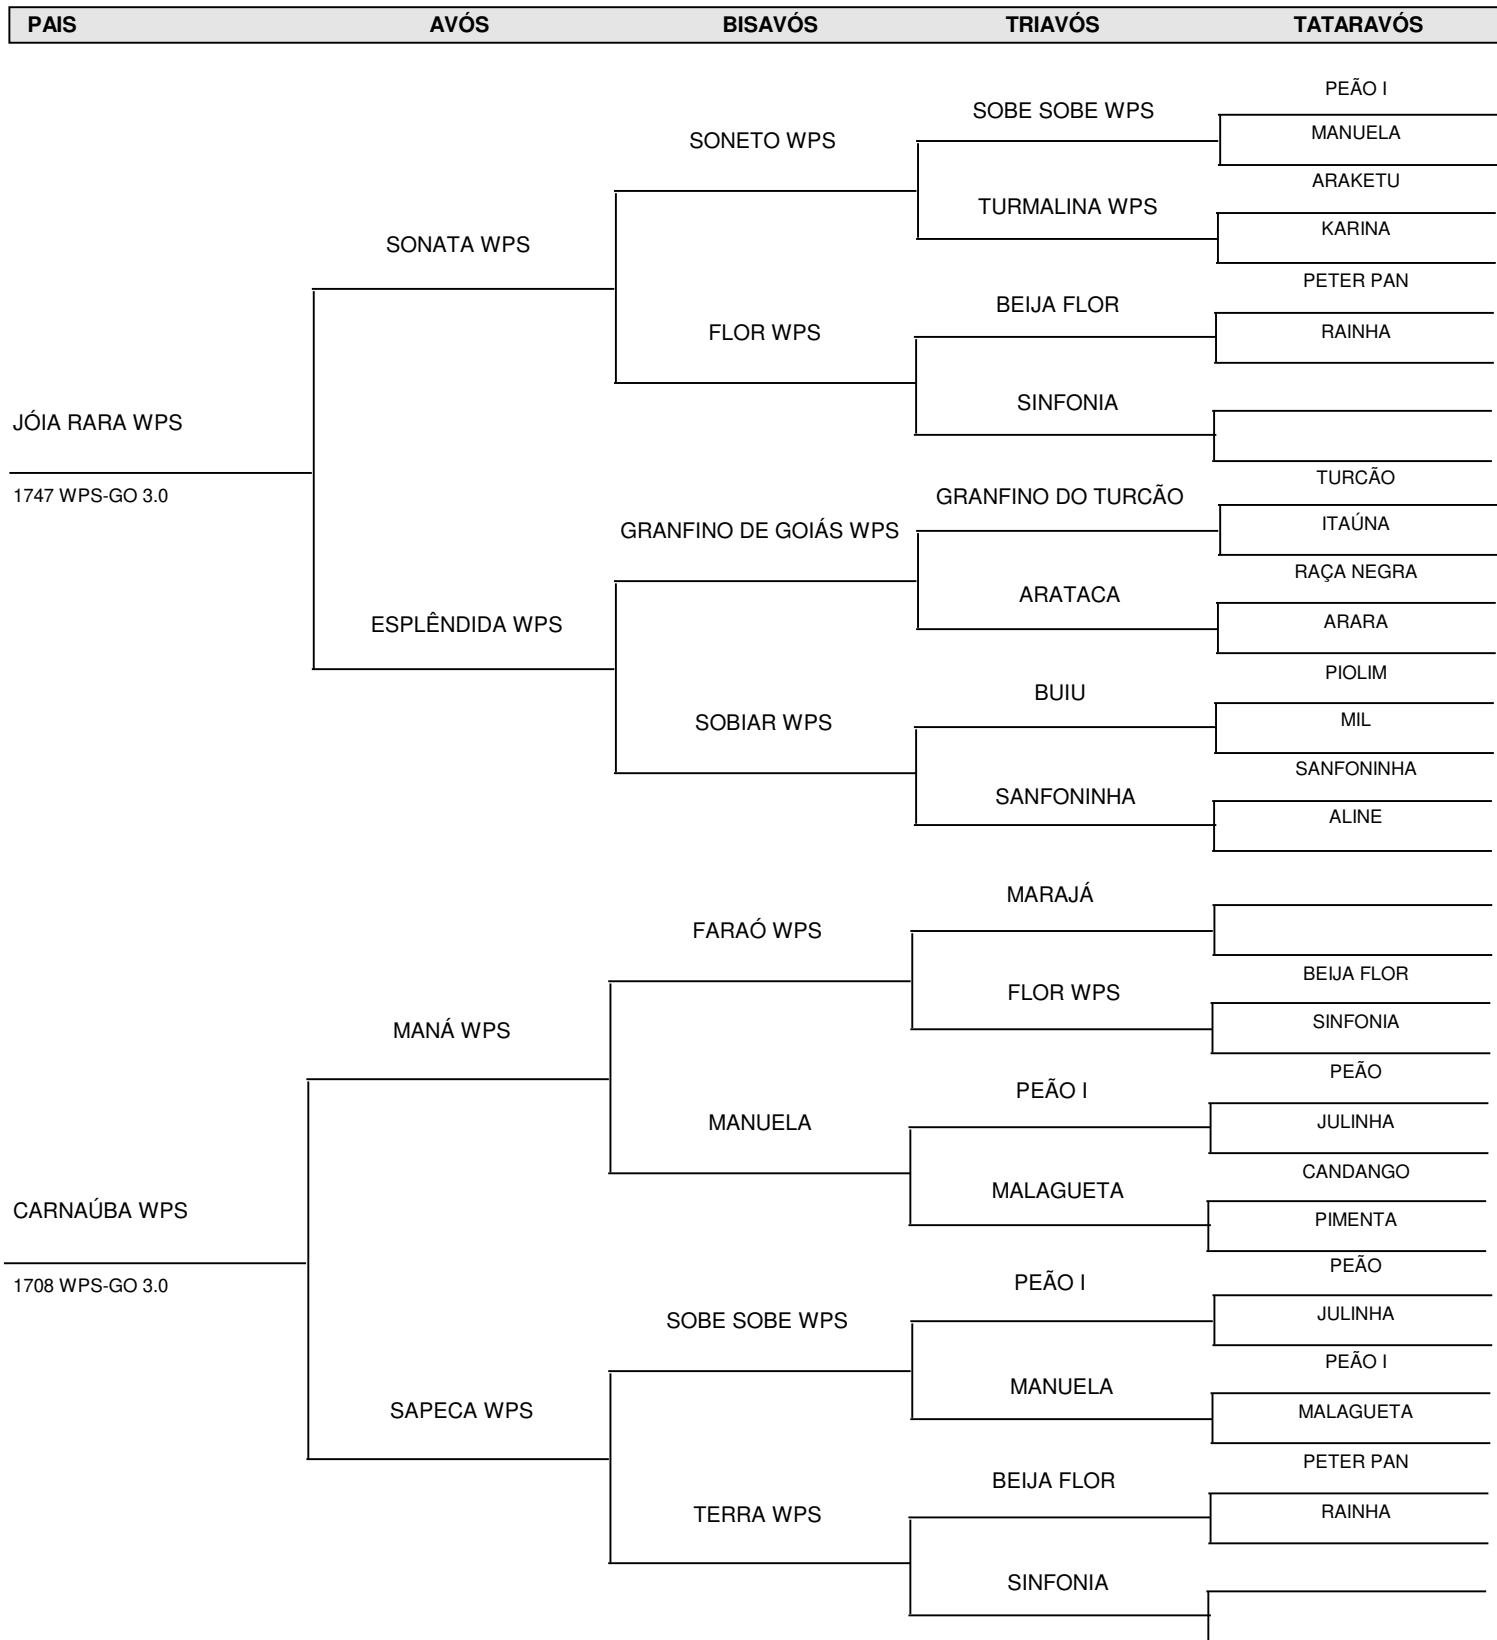 PAIS AVÓS BISAVÓS TRIAVÓS TATARAVÓS
PEÃO I
SOBE SOBE WPS
MANUELA
SONETO WPS
ARAKETU
TURMALINA WPS
KARINA
SONATA WPS
PETER PAN
BEIJA FLOR
RAINHA
FLOR WPS
SINFONIA
JÓIA RARA WPS
TURCÃO
1747 WPS-GO 3.0
GRANFINO DO TURCÃO
ITAÚNA
GRANFINO DE GOIÁS WPS
RAÇA NEGRA
ARATACA
ARARA
ESPLÊNDIDA WPS
PIOLIM
BUIU
MIL
SOBIAR WPS
SANFONINHA
SANFONINHA
ALINE
MARAJÁ
FARAÓ WPS
BEIJA FLOR
FLOR WPS
SINFONIA
MANÁ WPS
PEÃO
PEÃO I
JULINHA
MANUELA
CANDANGO
MALAGUETA
PIMENTA
CARNAÚBA WPS
PEÃO
1708 WPS-GO 3.0
PEÃO I
JULINHA
SOBE SOBE WPS
PEÃO I
MANUELA
MALAGUETA
SAPECA WPS
PETER PAN
BEIJA FLOR
RAINHA
TERRA WPS
SINFONIA